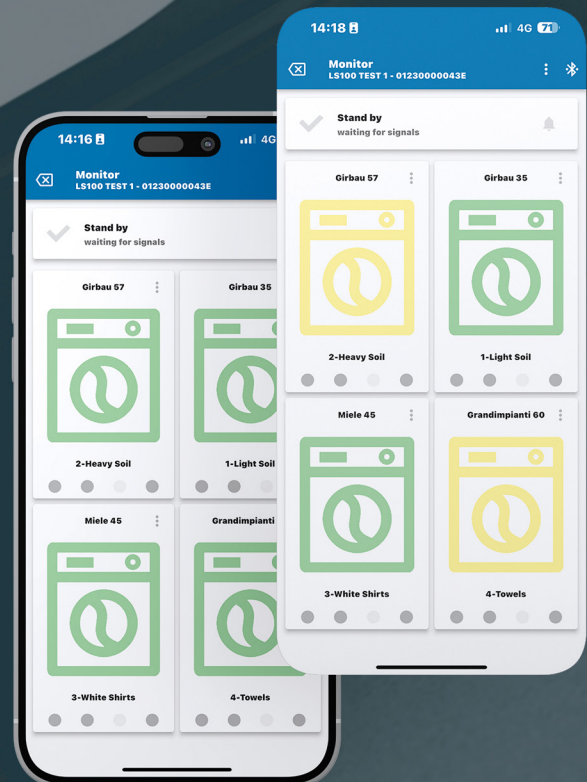 14:16
4G
Monitor
LS100 TEST 1 - 01230000043E
Stand by
waiting for signals
Girbau 57
Girbau 35
2-Heavy Soil
1-Light Soil
Miele 45
Grandimpianti
3-White Shirts
4-Towels
14:18
4G 71
Monitor
LS100 TEST 1 - 01230000043E
Stand by
waiting for signals
Girbau 57
Girbau 35
2-Heavy Soil
1-Light Soil
Miele 45
Grandimpianti 60
3-White Shirts
4-Towels